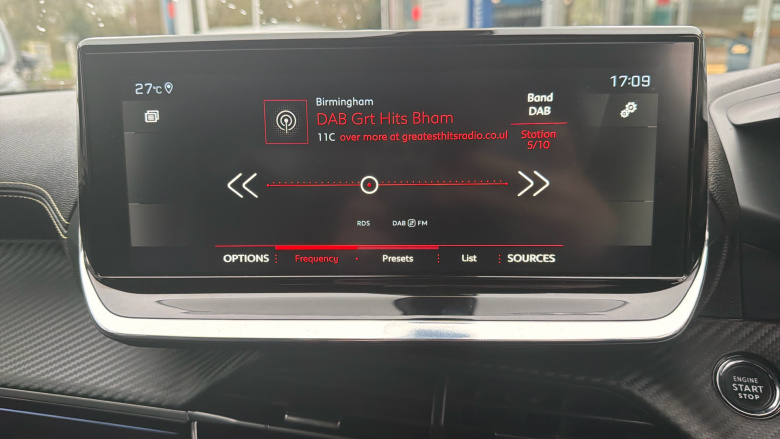 27°C
17:09
Birmingham
DAB Grt Hits Bham
11C over more at greatesthitsradio.co.ul
Band
DAB
Station
5/10
RDS DAB FM
OPTIONS Frequency Presets List SOURCES
ENGINE
START
STOP